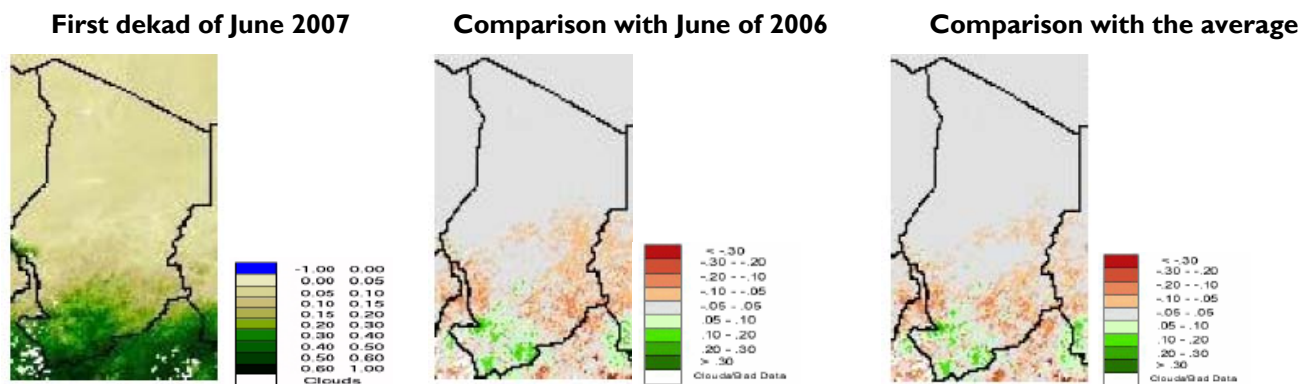 First dekad of June 2007
Comparison with June of 2006
Comparison with the average
-1.00 0.00
0.00 0.05
0.05 0.10
0.10 0.15
0.15 0.20
0.20 0.30
0.30 0.40
0.40 0.50
0.50 0.60
0.60 1.00
Clouds
< -.30
-.30 - -.20
-.20 - -.10
-.10 - -.05
-.05 - .05
.05 - .10
.10 - .20
.20 - .30
> .30
Clouds/Bad Data
< -.30
-.30 - -.20
-.20 - -.10
-.10 - -.05
-.05 - .05
.05 - .10
.10 - .20
.20 - .30
> .30
Clouds/Bad Data